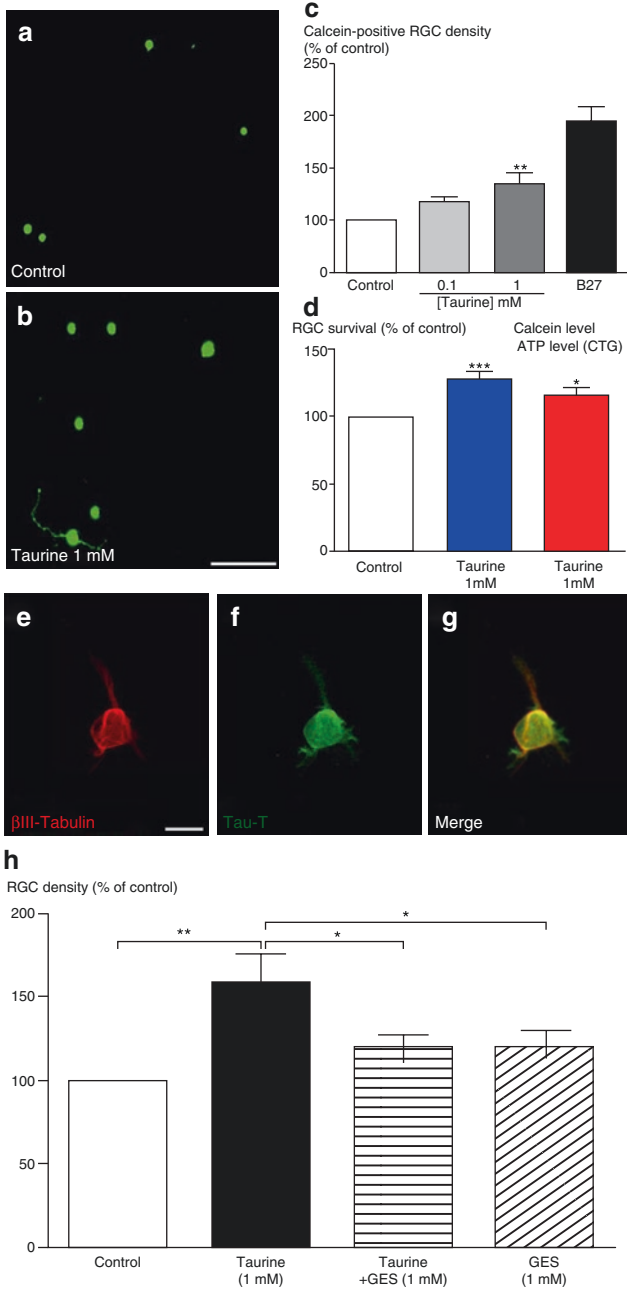 a
Control
b
Taurine 1 mM
c
Calcein-positive RGC density
(% of control)
250
200
150
100
200
Control
0.1
1
B27
**
[Taurine] mM
d
RGC survival (% of control)
Calcein level
ATP level (CTG)
150
100
50
0
***
*
Control
Taurine
1mM
Taurine
1mM
e
βIII-Tabulin
f
Tau-T
g
Merge
h
RGC density (% of control)
200
150
100
50
0
**
*
*
Control
Taurine
(1 mM)
Taurine
+GES (1 mM)
GES
(1 mM)